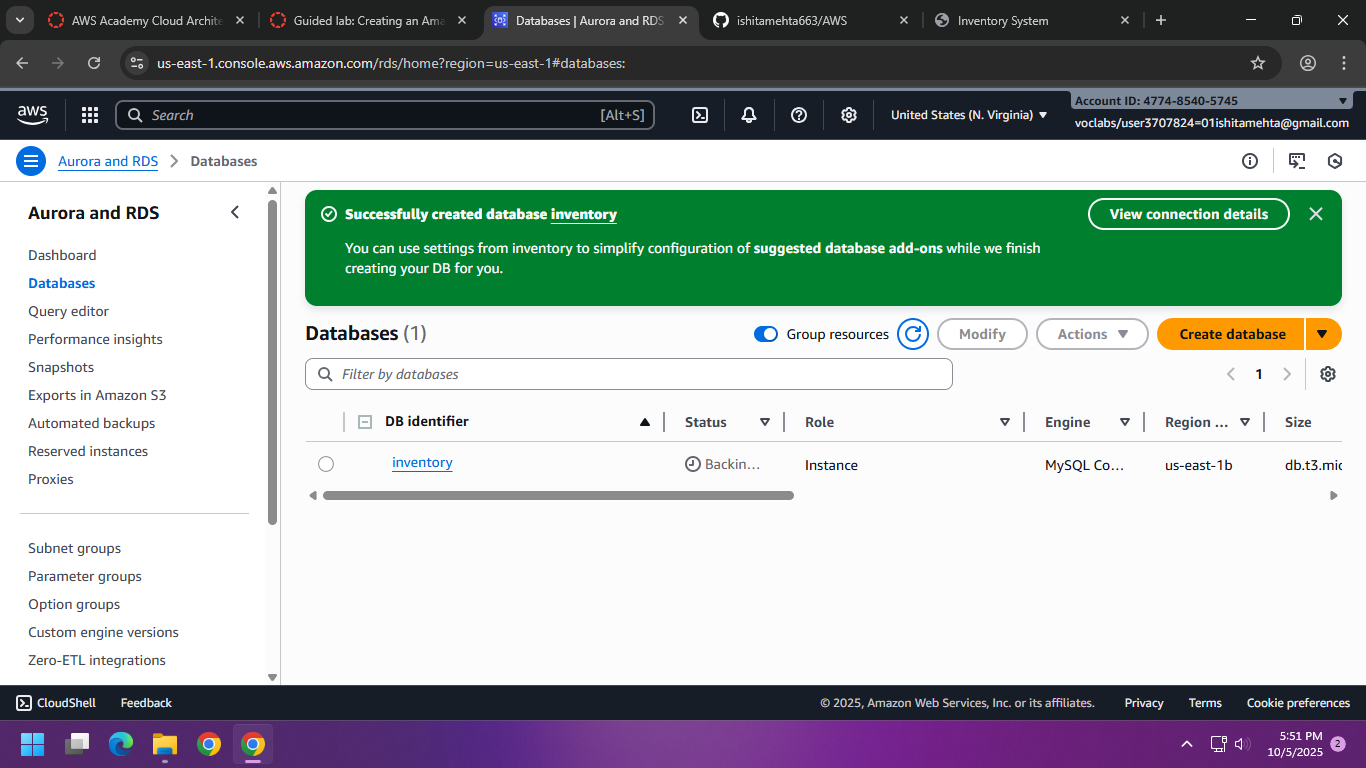 AWS Academy Cloud Archite
Guided lab: Creating an Ama
Databases | Aurora and RDS
ishitamehta663/AWS
Inventory System
us-east-1.console.aws.amazon.com/rds/home?region=us-east-1#databases:
aws
Search
[Alt+S]
United States (N. Virginia)
Account ID: 4774-8540-5745
voclabs/user3707824=01ishitamehta@gmail.com
Aurora and RDS
Databases
Aurora and RDS
Dashboard
Databases
Query editor
Performance insights
Snapshots
Exports in Amazon S3
Automated backups
Reserved instances
Proxies
Subnet groups
Parameter groups
Option groups
Custom engine versions
Zero-ETL integrations
Successfully created database inventory
View connection details
You can use settings from inventory to simplify configuration of suggested database add-ons while we finish
creating your DB for you.
Databases (1)
Group resources
Modify
Actions
Create database
Filter by databases
1
DB identifier
Status
Role
Engine
Region ...
Size
inventory
Backin...
Instance
MySQL Co...
us-east-1b
db.t3.mic
CloudShell
Feedback
© 2025, Amazon Web Services, Inc. or its affiliates.
Privacy
Terms
Cookie preferences
5:51 PM
10/5/2025
2